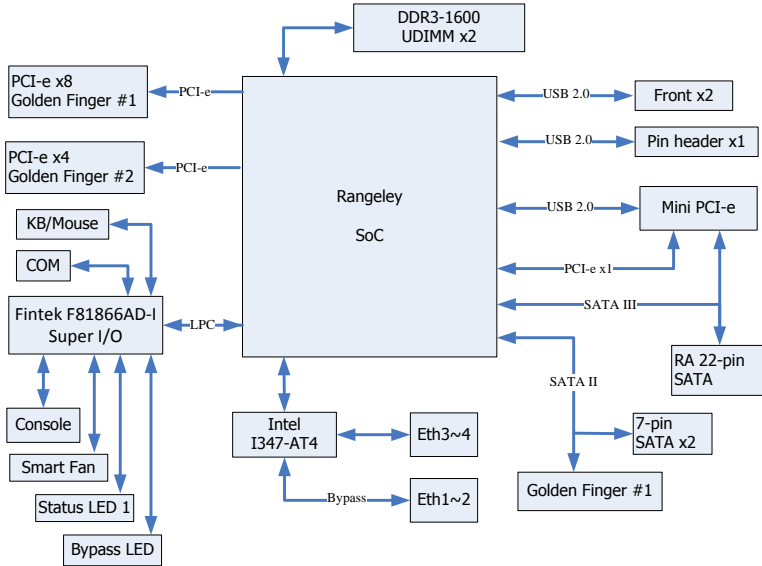 DDR3-1600
UDIMM x2
PCI-e x8
Golden Finger #1
PCI-e
USB 2.0
Front x2
USB 2.0
Pin header x1
PCI-e x4
Golden Finger #2
PCI-e
Rangeley
SoC
USB 2.0
Mini PCI-e
KB/Mouse
COM
PCI-e x1
SATA III
Fintek F81866AD-I
Super I/O
LPC
RA 22-pin
SATA
SATA II
Console
Intel
I347-AT4
Eth3~4
7-pin
SATA x2
Smart Fan
Status LED 1
Bypass
Eth1~2
Golden Finger #1
Bypass LED